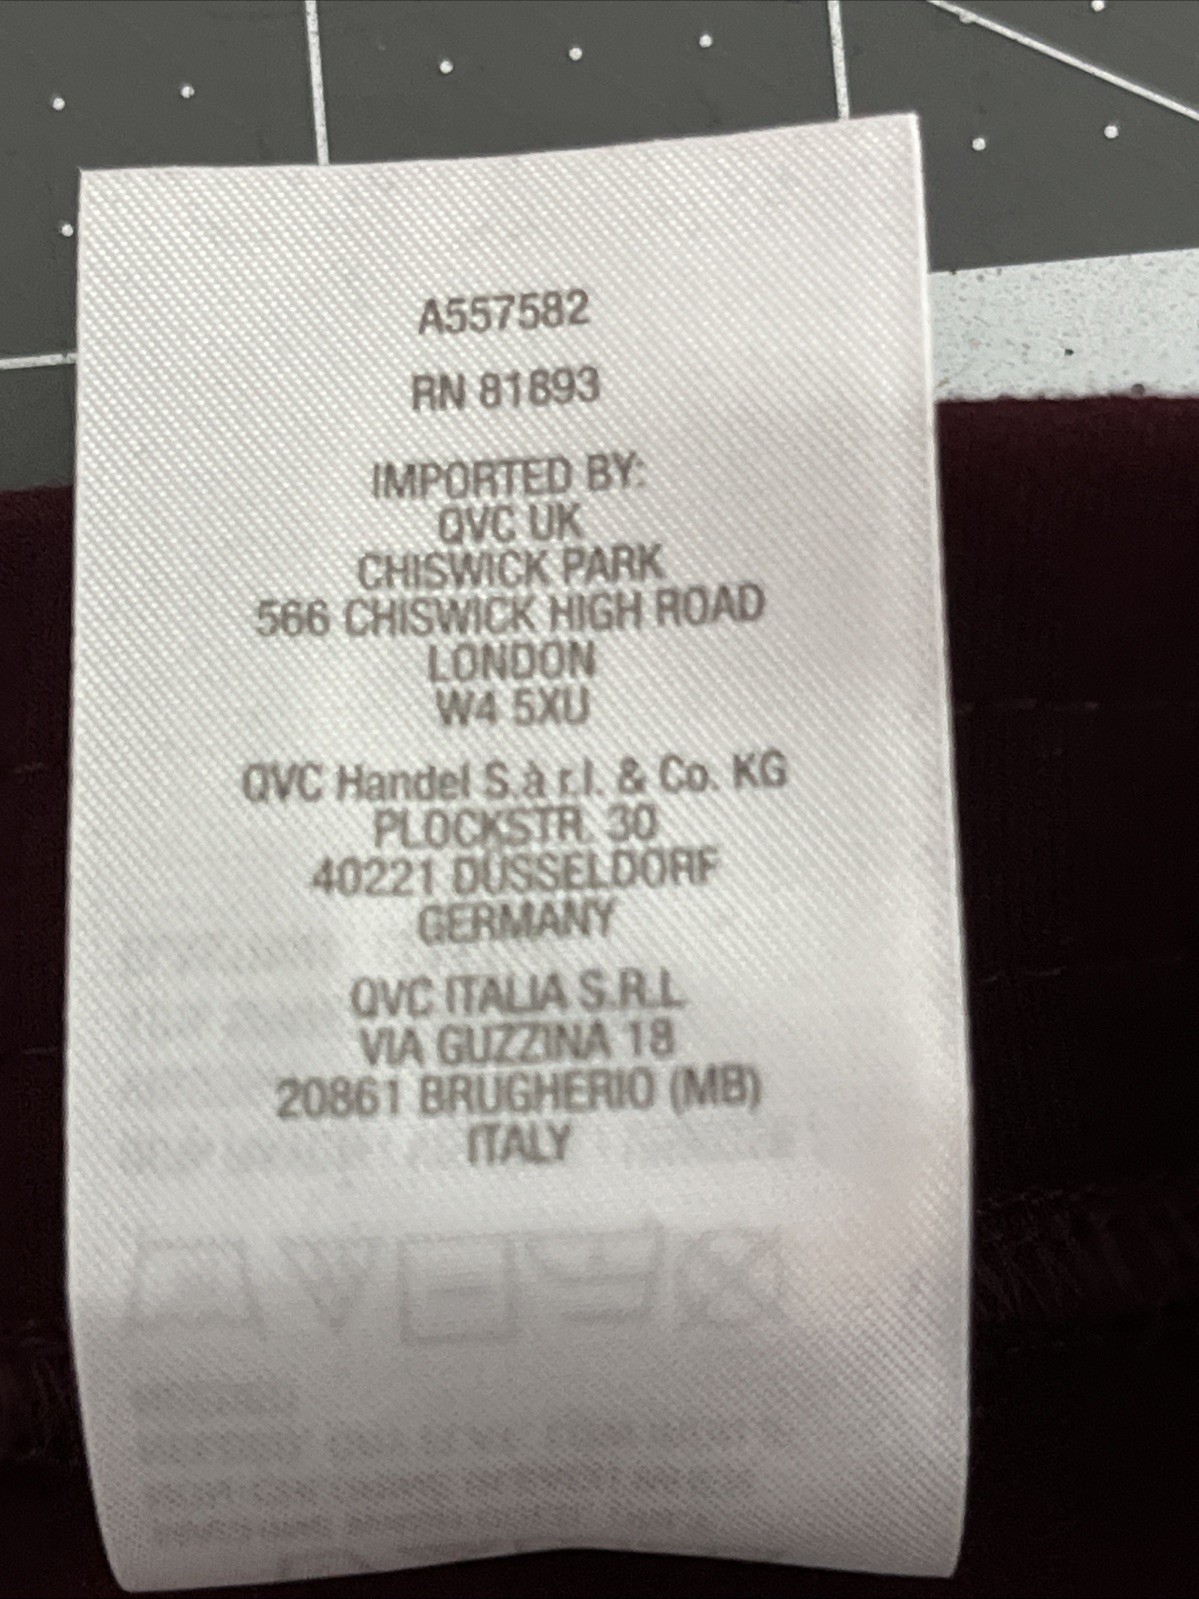 A557582
RN 81893
IMPORTED BY:
QVC UK
CHISWICK PARK
566 CHISWICK HIGH ROAD
LONDON
W4 5XU
QVC Handel S.à r.l. & Co. KG
PLOCKSTR. 30
40221 DÜSSELDORF
GERMANY
QVC ITALIA S.R.L
VIA GUZZINA 18
20861 BRUGHERIO (MB)
ITALY